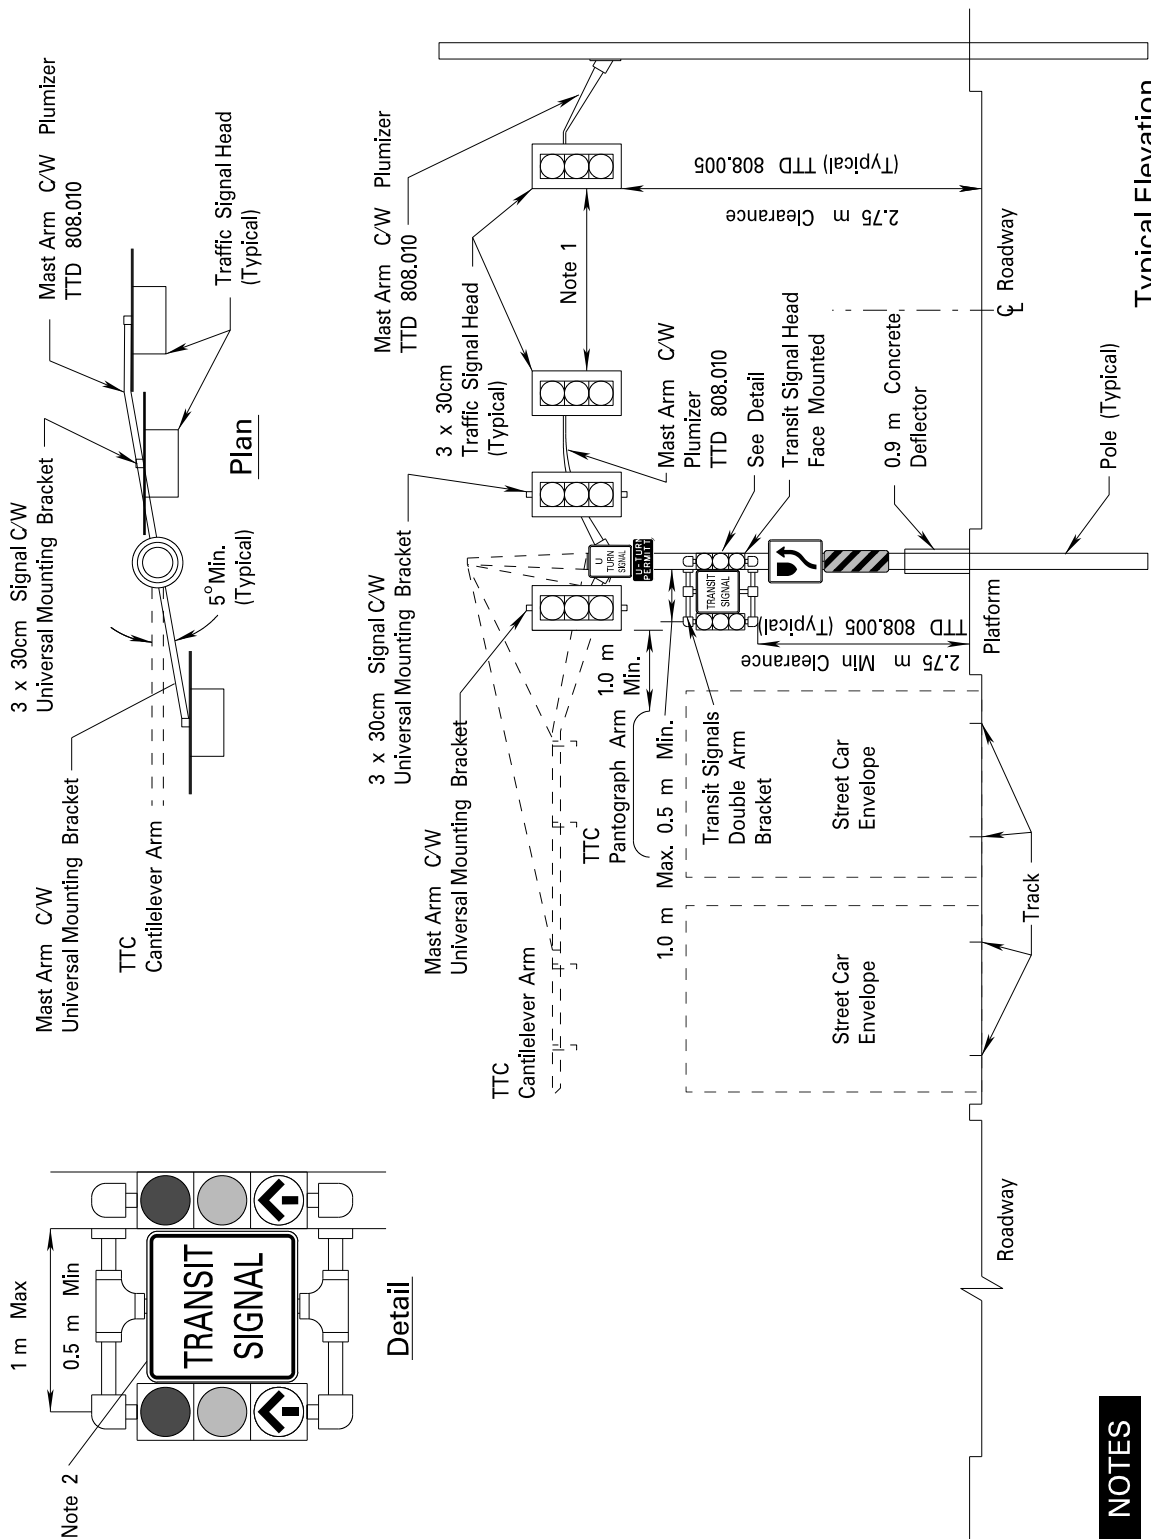 1 m Max
0.5 m Min
Note 2
TRANSIT
SIGNAL
Detail
Mast Arm C/W
Universal Mounting Bracket
3 x 30cm Signal C/W
Universal Mounting Bracket
Mast Arm C/W Plumizer
TTD 808.010
TTC
Cantilelever Arm
5° Min.
(Typical)
Traffic Signal Head
(Typical)
Plan
Mast Arm C/W
Universal Mounting Bracket
3 x 30cm Signal C/W
Universal Mounting Bracket
3 x 30cm
Traffic Signal Head
(Typical)
Mast Arm C/W Plumizer
TTD 808.010
TTC
Cantilelever Arm
TTC
Pantograph Arm
1.0 m
Min.
1.0 m Max. 0.5 m Min.
Note 1
U
TURN
SIGNAL
U-TURN
Mast Arm C/W
Plumizer
TTD 808.010
See Detail
TRANSIT
SIGNAL
Transit Signal Head
Face Mounted
Transit Signals
Double Arm
Bracket
2.75 m Clearance
(Typical) TTD 808.005
2.75 m Min Clearance
TTD 808.005 (Typical)
0.9 m Concrete
Deflector
Street Car
Envelope
Street Car
Envelope
Track
Roadway
Platform
Pole (Typical)
C
L
Roadway
Typical Elevation
NOTES